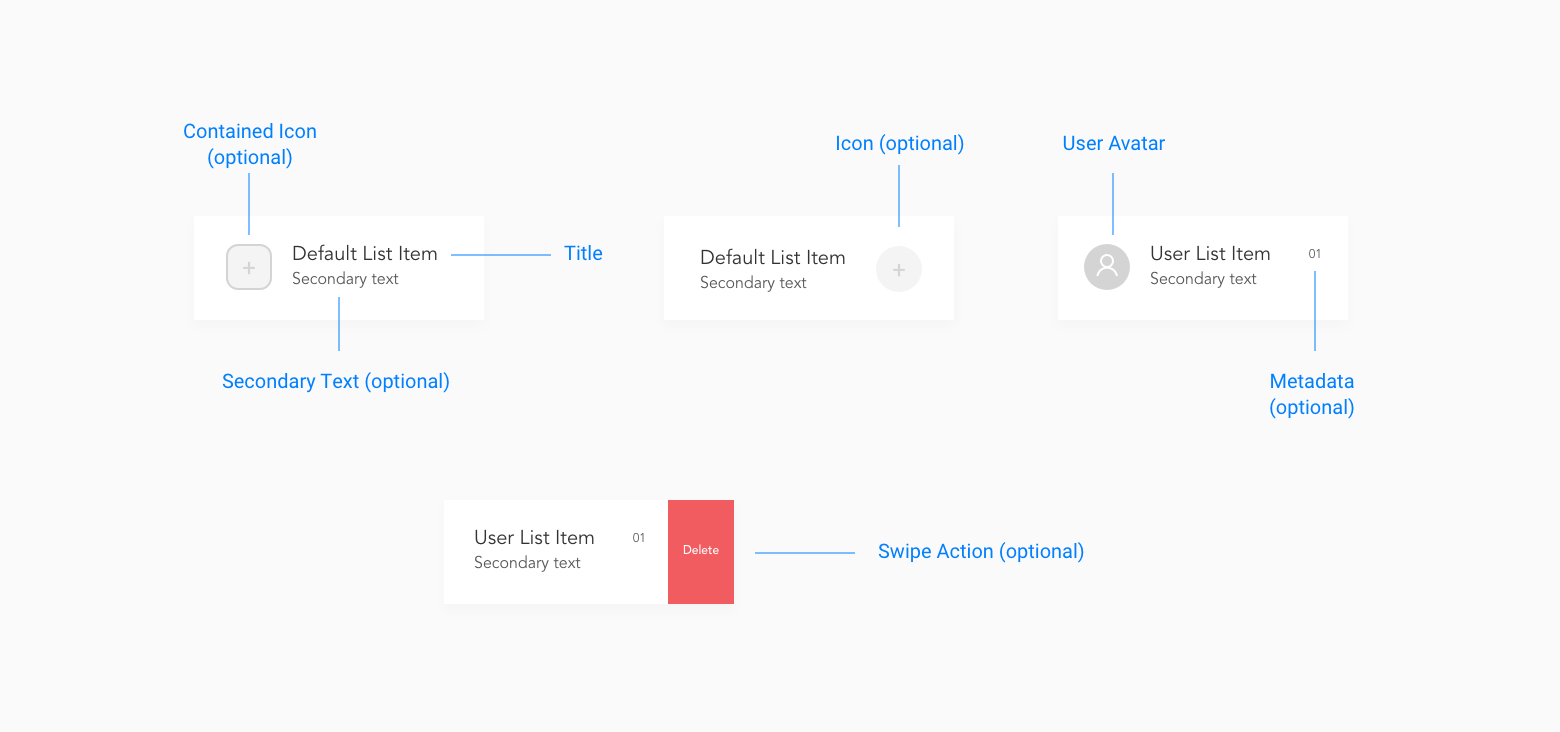 Contained Icon
(optional)
Icon (optional)
User Avatar
Default List Item
Secondary text
Title
Default List Item
Secondary text
User List Item
01
Secondary text
Secondary Text (optional)
Metadata
(optional)
User List Item
01
Secondary text
Delete
Swipe Action (optional)